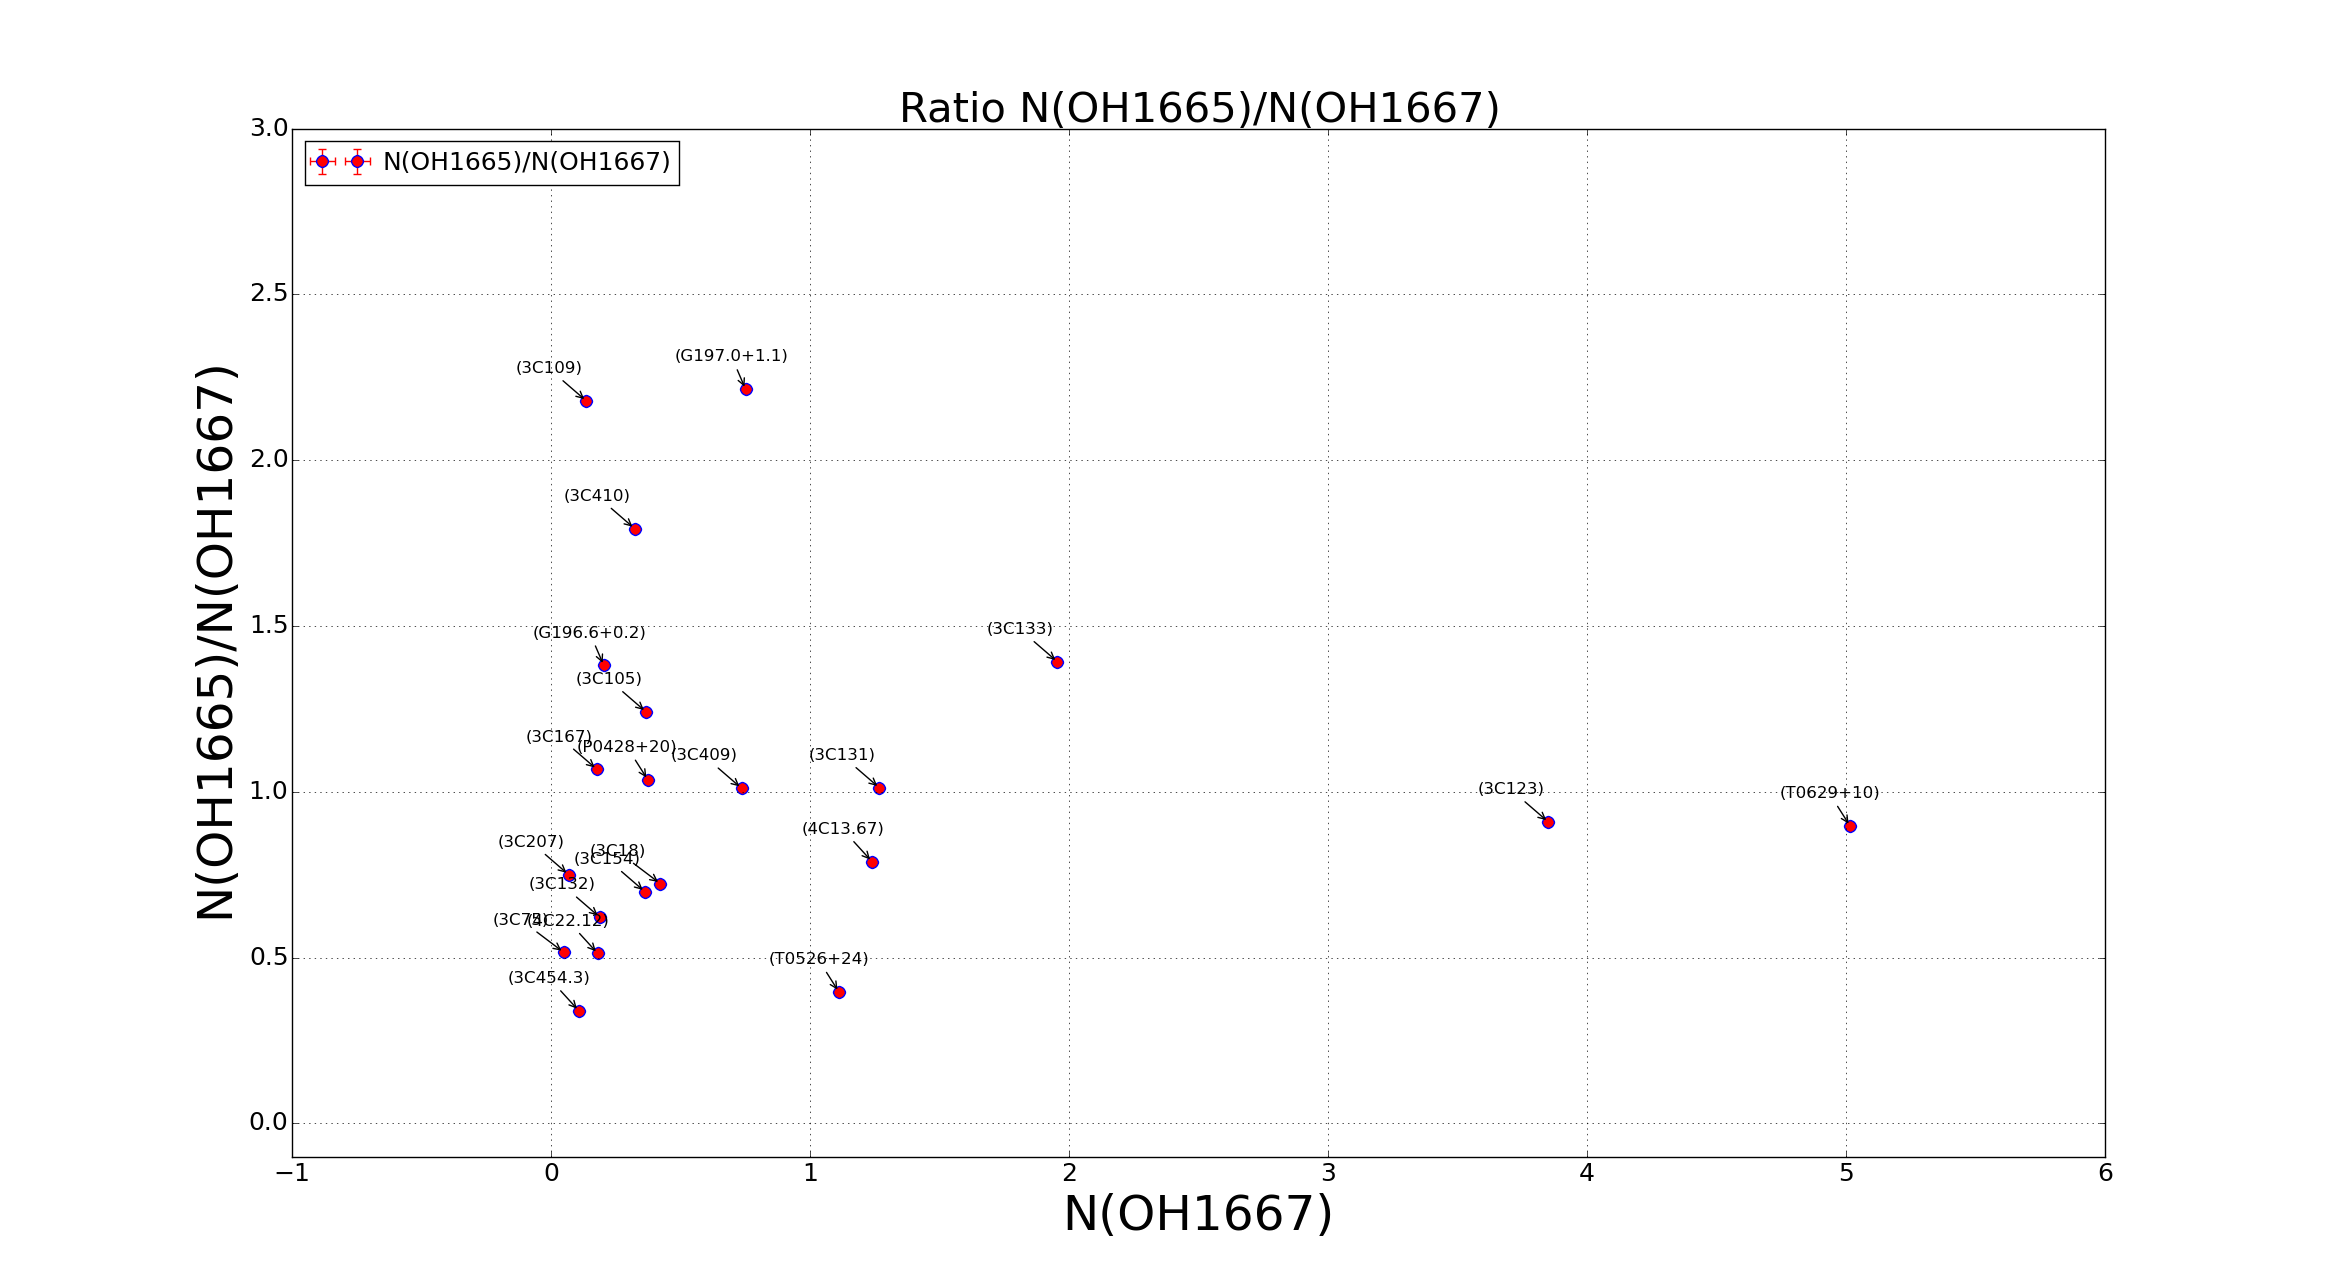 Ratio N(OH1665)/N(OH1667)
N(OH1665)/N(OH1667)
N(OH1665)/N(OH1667)
3.0
2.5
2.0
1.5
1.0
0.5
0.0
(G197.0+1.1)
(3C109)
(3C410)
(3C133)
(G196.6+0.2)
(3C105)
(3C167)
(P0428+20)
(3C409)
(3C131)
(3C123)
(T0629+10)
(4C13.67)
(3C207)
(3C18)
(3C154)
(3C132)
(3C75)
(4C22.12)
(T0526+24)
(3C454.3)
−1 0 1 2 3 4 5 6
N(OH1667)